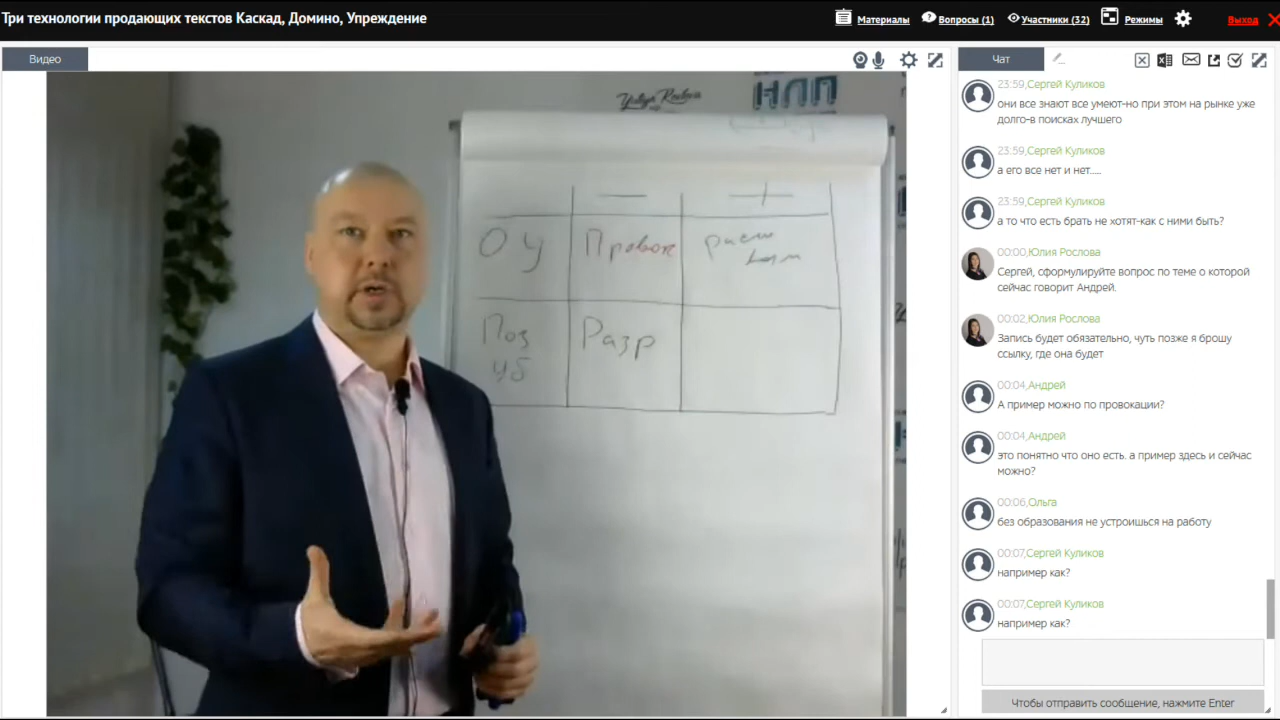 Три технологии продающих текстов Каскад, Домино, Упреждение
Материалы
Вопросы (1)
Участники (32)
Режимы
Выход
Видео
Чат
НЛП
О У
Провок
Поз
уб
Разр
23:59,Сергей Куликов
они все знают все умеют-но при этом на рынке уже
долго-в поисках лучшего
23:59,Сергей Куликов
а его все нет и нет.....
23:59,Сергей Куликов
а то что есть брать не хотят-как с ними быть?
00:00,Юлия Рослова
Сергей, сформулируйте вопрос по теме о которой
сейчас говорит Андрей.
00:02,Юлия Рослова
Запись будет обязательно, чуть позже я брошу
ссылку, где она будет
00:04,Андрей
А пример можно по провокации?
00:04,Андрей
это понятно что оно есть. а пример здесь и сейчас
можно?
00:06,Ольга
без образования не устроишься на работу
00:07,Сергей Куликов
например как?
00:07,Сергей Куликов
например как?
Чтобы отправить сообщение, нажмите Enter